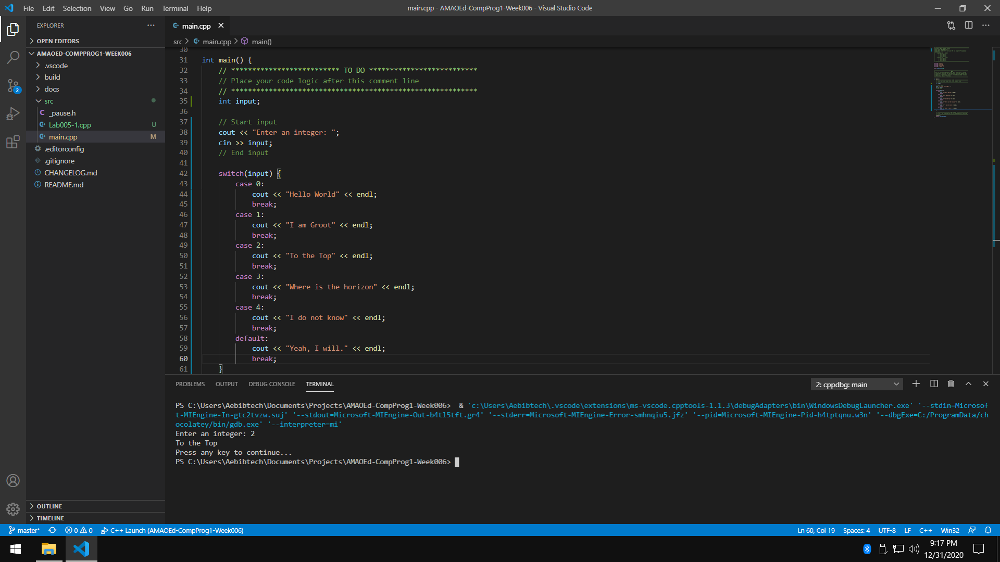 File Edit Selection View Go Run Terminal Help
main.cpp - AMAOEd-CompProg1-Week006 - Visual Studio Code
EXPLORER
OPEN EDITORS
AMAOED-COMPPROG1-WEEK006
.vscode
build
docs
src
_pause.h
Lab005-1.cpp U
main.cpp M
.editorconfig
.gitignore
CHANGELOG.md
README.md
OUTLINE
TIMELINE
2
main.cpp
src > main.cpp > main()
30
31 int main() {
32 // ************************** TO DO **************************
33 // Place your code logic after this comment line
34 // ***********************************************************
35 int input;
36
37 // Start input
38 cout << "Enter an integer: ";
39 cin >> input;
40 // End input
41
42 switch(input) {
43 case 0:
44 cout << "Hello World" << endl;
45 break;
46 case 1:
47 cout << "I am Groot" << endl;
48 break;
49 case 2:
50 cout << "To the Top" << endl;
51 break;
52 case 3:
53 cout << "Where is the horizon" << endl;
54 break;
55 case 4:
56 cout << "I do not know" << endl;
57 break;
58 default:
59 cout << "Yeah, I will." << endl;
60 break;
61 }
PROBLEMS OUTPUT DEBUG CONSOLE TERMINAL
2: cppdbg: main
PS C:\Users\Aebibtech\Documents\Projects\AMAOEd-CompProg1-Week006>  & 'c:\Users\Aebibtech\.vscode\extensions\ms-vscode.cpptools-1.1.3\debugAdapters\bin\WindowsDebugLauncher.exe' '--stdin=Microsof
t-MIEngine-In-gtc2tvzw.suj' '--stdout=Microsoft-MIEngine-Out-b4tl5tft.gr4' '--stderr=Microsoft-MIEngine-Error-smhnqiu5.jfz' '--pid=Microsoft-MIEngine-Pid-h4tptqnu.w3n' '--dbgExe=C:/ProgramData/ch
ocolatey/bin/gdb.exe' '--interpreter=mi'
Enter an integer: 2
To the Top
Press any key to continue...
PS C:\Users\Aebibtech\Documents\Projects\AMAOEd-CompProg1-Week006>
master* 0 0 C++ Launch (AMAOEd-CompProg1-Week006)
Ln 60, Col 19 Spaces: 4 UTF-8 LF C++ Win32
9:17 PM
12/31/2020